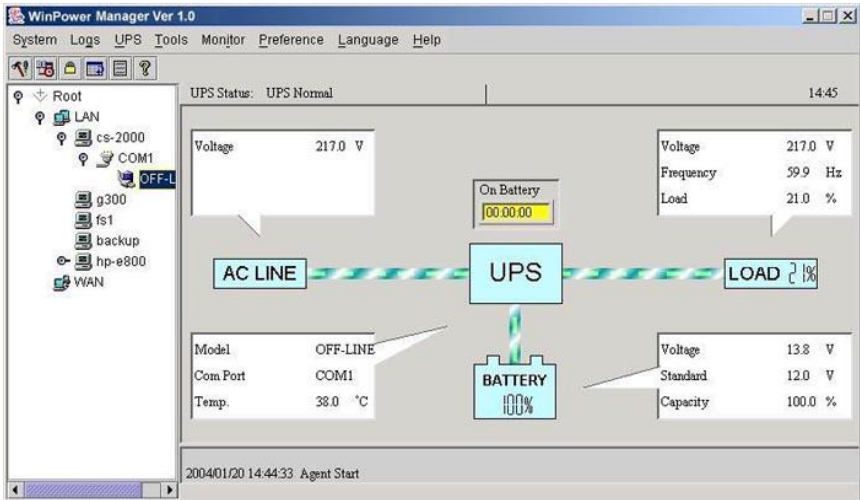 WinPower Manager Ver 1.0
System Logs UPS Tools Monitor Preference Language Help
Root
LAN
cs-2000
COM1
OFF-L
g300
fs1
backup
hp-e800
WAN
UPS Status: UPS Normal 14:45
Voltage 217.0 V
On Battery
00:00:00
Voltage 217.0 V
Frequency 59.9 Hz
Load 21.0 %
AC LINE
UPS
LOAD 21%
Model OFF-LINE
Com Port COM1
Temp. 38.0 °C
BATTERY
100%
Voltage 13.8 V
Standard 12.0 V
Capacity 100.0 %
2004/01/20 14:44:33 Agent Start